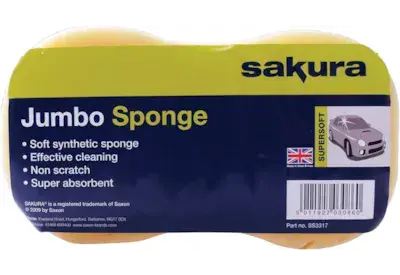 sakura
Jumbo Sponge
• Soft synthetic sponge
• Effective cleaning
• Non scratch
• Super absorbent
SUPERSOFT
SAKURA® is a registered trademark of Saxon
© 2009 by Saxon
Part no. SS3317